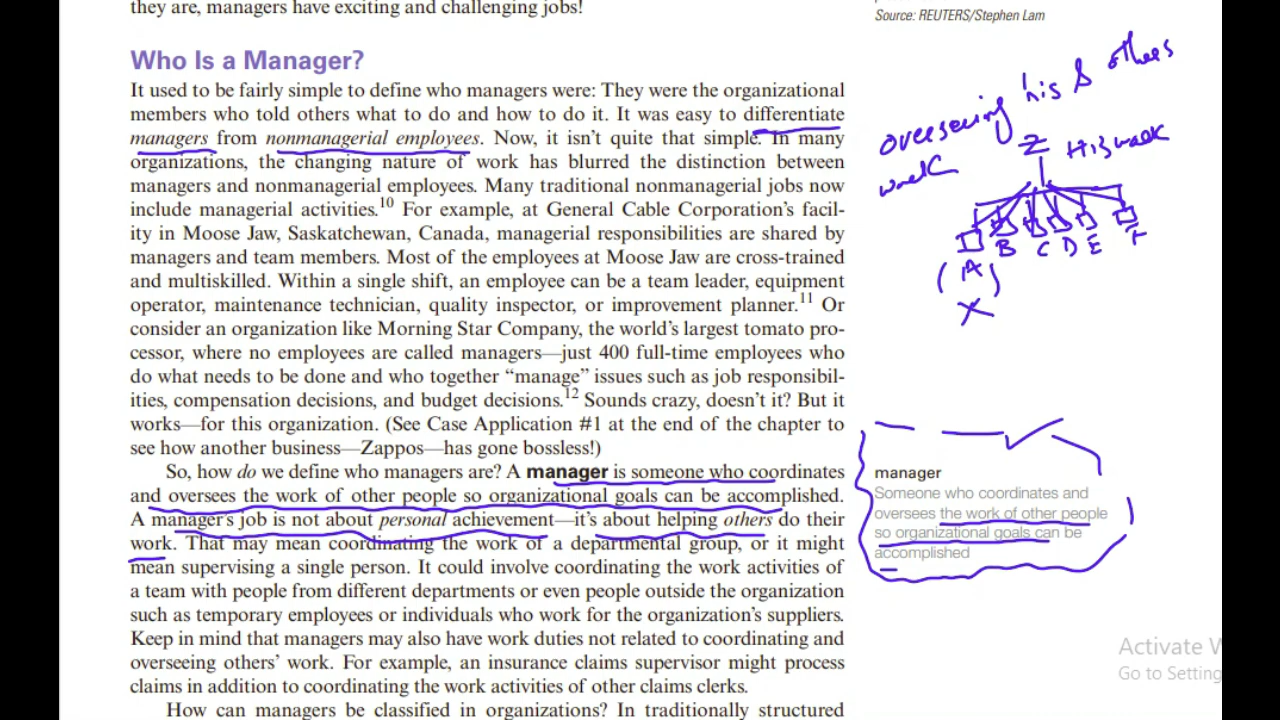 they are, managers have exciting and challenging jobs!
Source: REUTERS/Stephen Lam
Who Is a Manager?
It used to be fairly simple to define who managers were: They were the organizational
members who told others what to do and how to do it. It was easy to differentiate
managers from nonmanagerial employees. Now, it isn't quite that simple. In many
organizations, the changing nature of work has blurred the distinction between
managers and nonmanagerial employees. Many traditional nonmanagerial jobs now
include managerial activities.10 For example, at General Cable Corporation's facil-
ity in Moose Jaw, Saskatchewan, Canada, managerial responsibilities are shared by
managers and team members. Most of the employees at Moose Jaw are cross-trained
and multiskilled. Within a single shift, an employee can be a team leader, equipment
operator, maintenance technician, quality inspector, or improvement planner.11 Or
consider an organization like Morning Star Company, the world's largest tomato pro-
cessor, where no employees are called managers—just 400 full-time employees who
do what needs to be done and who together “manage” issues such as job responsibil-
ities, compensation decisions, and budget decisions.12 Sounds crazy, doesn't it? But it
works—for this organization. (See Case Application #1 at the end of the chapter to
see how another business—Zappos—has gone bossless!)
So, how do we define who managers are? A manager is someone who coordinates
and oversees the work of other people so organizational goals can be accomplished.
A manager's job is not about personal achievement—it's about helping others do their
work. That may mean coordinating the work of a departmental group, or it might
mean supervising a single person. It could involve coordinating the work activities of
a team with people from different departments or even people outside the organization
such as temporary employees or individuals who work for the organization's suppliers.
Keep in mind that managers may also have work duties not related to coordinating and
overseeing others' work. For example, an insurance claims supervisor might process
claims in addition to coordinating the work activities of other claims clerks.
How can managers be classified in organizations? In traditionally structured
overseeing his & others
work
Z His work
B C D E F
(A)
X
manager
Someone who coordinates and
oversees the work of other people
so organizational goals can be
accomplished
Activate W
Go to Setting